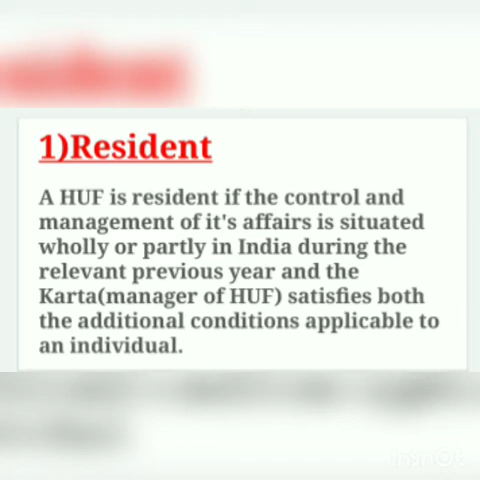 1)Resident
A HUF is resident if the control and
management of it's affairs is situated
wholly or partly in India during the
relevant previous year and the
Karta(manager of HUF) satisfies both
the additional conditions applicable to
an individual.